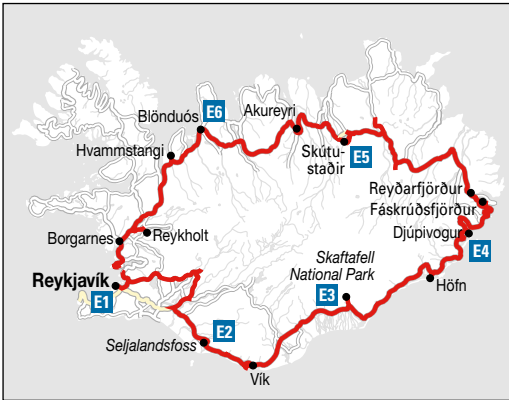 Blönduós
E6
Akureyri
Hvammstangi
Skútu-
staðir
E5
Reyðarfjörður
Fáskrúðsfjörður
Djúpivogur
E4
Borgarnes
Reykholt
Reykjavík
E1
Skaftafell
National Park
E3
Höfn
E2
Seljalandsfoss
Vík